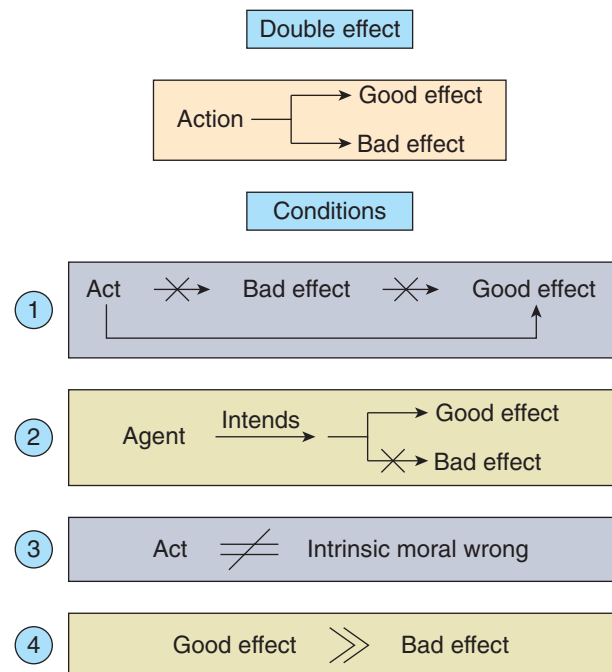 Double effect
Good effect
Action
Bad effect
Conditions
1
Act Bad effect Good effect
2
Agent Intends Good effect
Bad effect
3
Act ≠ Intrinsic moral wrong
4
Good effect >> Bad effect